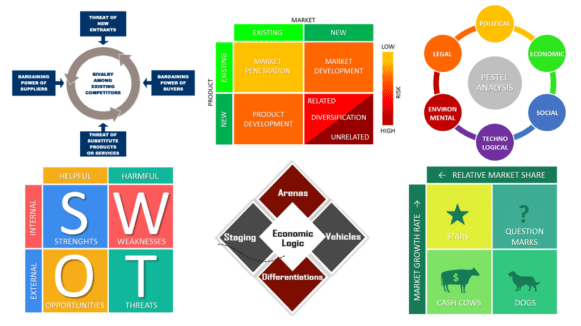 THREAT OF
NEW
ENTRANTS
BARGAINING
POWER OF
SUPPLIERS
RIVALRY
AMONG
EXISTING
COMPETITORS
BARGAINING
POWER OF
BUYERS
THREAT OF
SUBSTITUTE
PRODUCTS
OR SERVICES
MARKET
EXISTING
NEW
PRODUCT
EXISTING
NEW
MARKET
PENETRATION
MARKET
DEVELOPMENT
PRODUCT
DEVELOPMENT
RELATED
DIVERSIFICATION
UNRELATED
LOW
RISK
HIGH
POLITICAL
LEGAL
ECONOMIC
PESTEL
ANALYSIS
ENVIRON
MENTAL
SOCIAL
TECHNO
LOGICAL
HELPFUL
HARMFUL
INTERNAL
EXTERNAL
S
STRENGHTS
W
WEAKNESSES
O
OPPORTUNITIES
T
THREATS
Arenas
Staging
Economic
Logic
Vehicles
Differentiations
← RELATIVE MARKET SHARE
MARKET GROWTH RATE →
STARS
?
QUESTION
MARKS
$
CASH COWS
DOGS